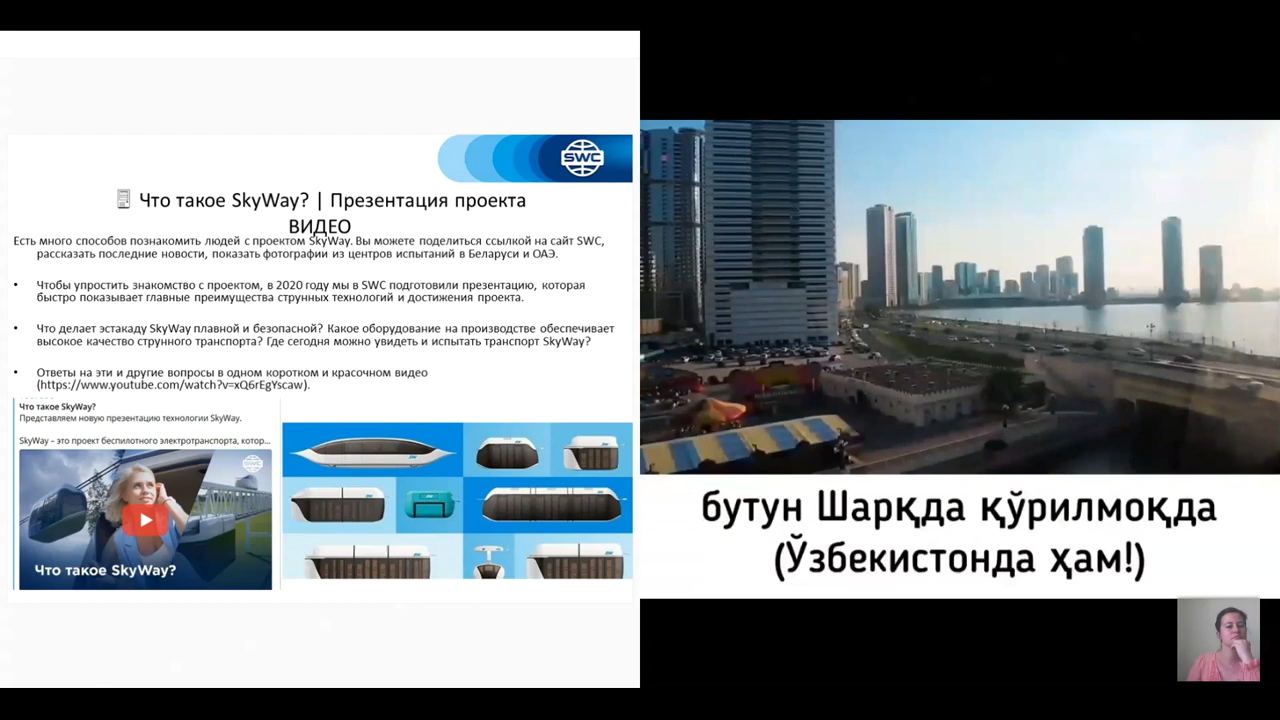 SWC
Что такое SkyWay? | Презентация проекта
ВИДЕО
Есть много способов познакомить людей с проектом SkyWay. Вы можете поделиться ссылкой на сайт SWC,
рассказать последние новости, показать фотографии из центров испытаний в Беларуси и ОАЭ.
• Чтобы упростить знакомство с проектом, в 2020 году мы в SWC подготовили презентацию, которая
быстро показывает главные преимущества струнных технологий и достижения проекта.
• Что делает эстакаду SkyWay плавной и безопасной? Какое оборудование на производстве обеспечивает
высокое качество струнного транспорта? Где сегодня можно увидеть и испытать транспорт SkyWay?
• Ответы на эти и другие вопросы в одном коротком и красочном видео
(https://www.youtube.com/watch?v=xQ6rEgYscaw).
Что такое SkyWay?
Представляем новую презентацию технологии SkyWay.
SkyWay – это проект беспилотного электротранспорта, котор...
SWC
Что такое SkyWay?
бутун Шарқда қўрилмоқда
(Ўзбекистонда ҳам!)